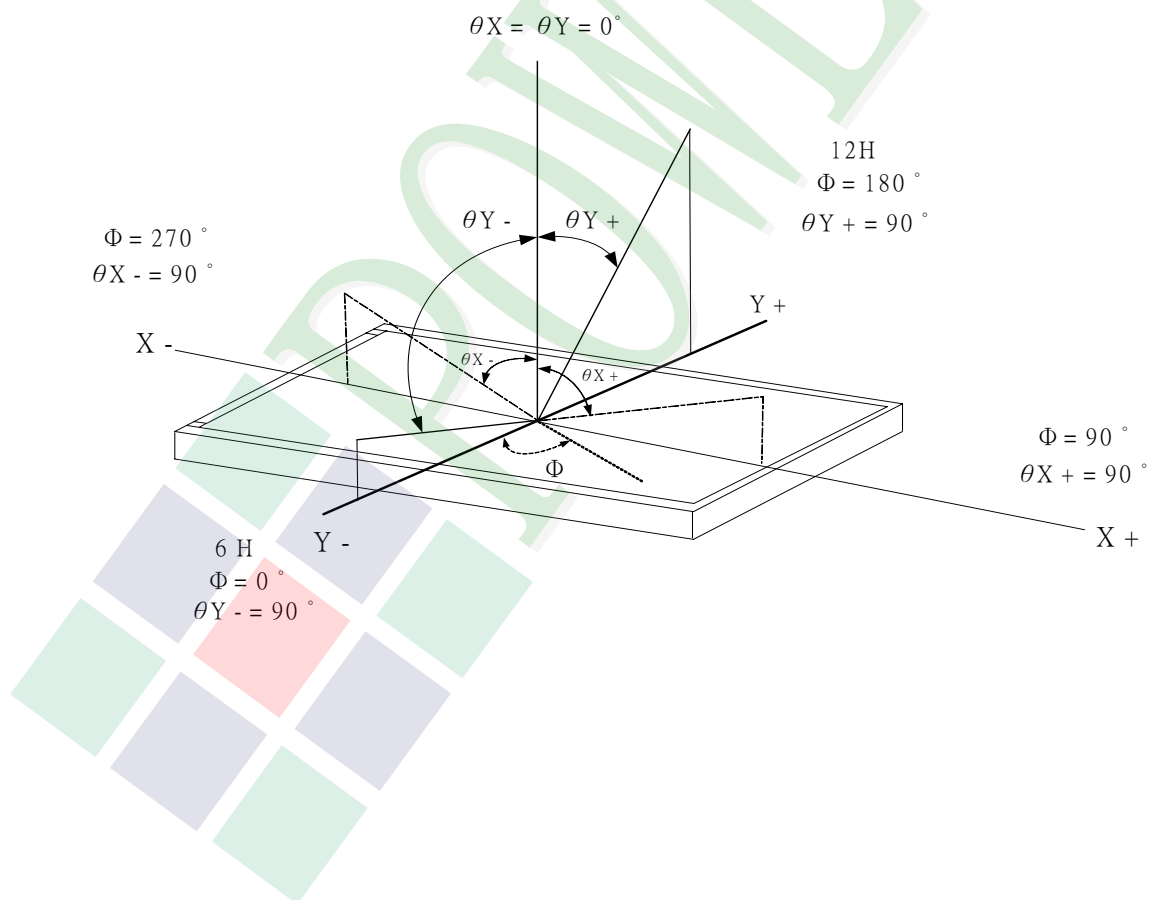 θX = θY = 0°
12H
Φ = 180 °
θY + = 90 °
θY -
θY +
Φ = 270 °
θX - = 90 °
Y +
X -
θX -
θX +
Φ = 90 °
θX + = 90 °
Φ
X +
Y -
6 H
Φ = 0 °
θY - = 90 °